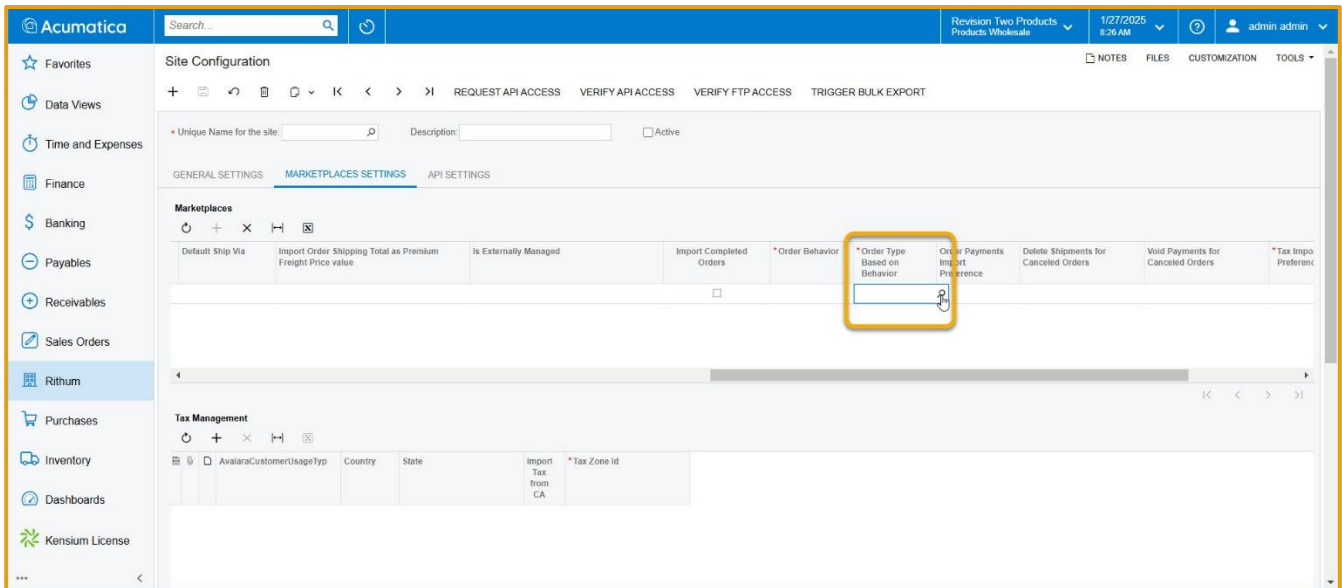 Acumatica
Search...
Revision Two Products
Products Wholesale
1/27/2025
8:26 AM
admin admin
Favorites
Data Views
Time and Expenses
Finance
Banking
Payables
Receivables
Sales Orders
Rithum
Purchases
Inventory
Dashboards
Kensium License
Site Configuration
NOTES FILES CUSTOMIZATION TOOLS
REQUEST API ACCESS VERIFY API ACCESS VERIFY FTP ACCESS TRIGGER BULK EXPORT
* Unique Name for the site: Description: Active
GENERAL SETTINGS MARKETPLACES SETTINGS API SETTINGS
Marketplaces
Default Ship Via
Import Order Shipping Total as Premium
Freight Price value
Is Externally Managed
Import Completed
Orders
* Order Behavior
* Order Type
Based on
Behavior
Order Payments
Import
Preference
Delete Shipments for
Canceled Orders
Void Payments for
Canceled Orders
* Tax Impo
Preferenc
Tax Management
AvalaraCustomerUsageTyp Country State
Import
Tax
from
CA
* Tax Zone Id